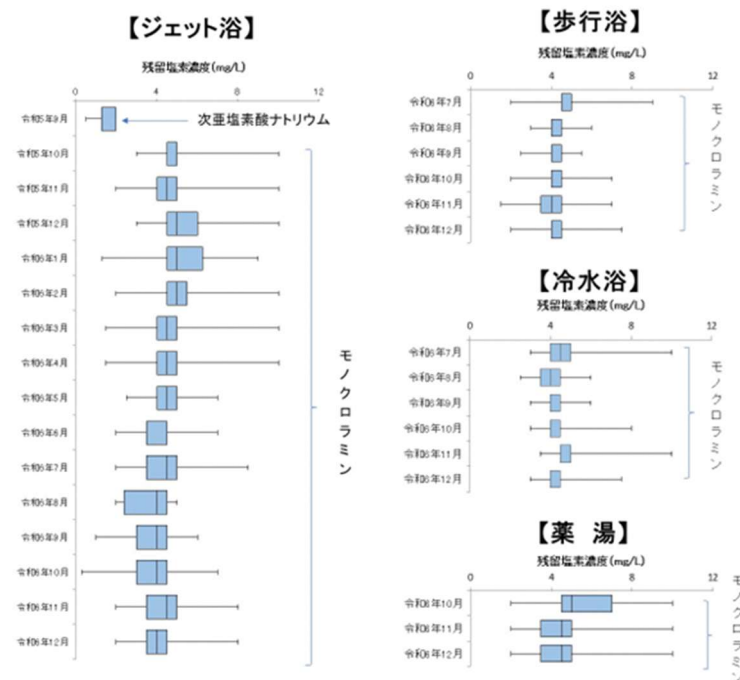 【ジェット浴】
残留塩素濃度(mg/L)
0 4 8 12
令和5年9月
次亜塩素酸ナトリウム
令和5年10月
令和5年11月
令和5年12月
令和6年1月
令和6年2月
令和6年3月
令和6年4月
令和6年5月
令和6年6月
令和6年7月
令和6年8月
令和6年9月
令和6年10月
令和6年11月
令和6年12月
モノクロラミン
【歩行浴】
残留塩素濃度(mg/L)
0 4 8 12
令和6年7月
令和6年8月
令和6年9月
令和6年10月
令和6年11月
令和6年12月
モノクロラミン
【冷水浴】
残留塩素濃度(mg/L)
0 4 8 12
令和6年7月
令和6年8月
令和6年9月
令和6年10月
令和6年11月
令和6年12月
モノクロラミン
【薬 湯】
残留塩素濃度(mg/L)
0 4 8 12
令和6年10月
令和6年11月
令和6年12月
モノクロラミン